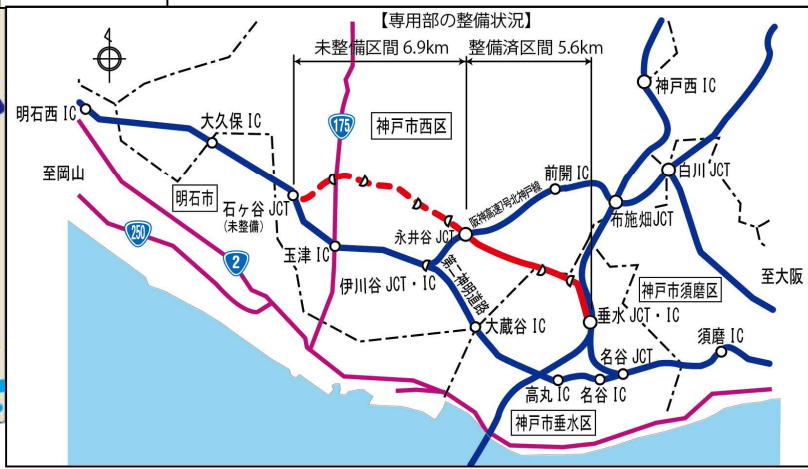 【専用部の整備状況】
未整備区間 6.9km
整備済区間 5.6km
神戸西 IC
明石西 IC
大久保 IC
175
神戸市西区
前開 IC
白川 JCT
至岡山
明石市
石ヶ谷 JCT
(未整備)
阪神高速7号北神戸線
布施畑JCT
250
2
玉津 IC
永井谷 JCT
伊川谷 JCT・IC
第二神明道路
神戸市須磨区
至大阪
大蔵谷 IC
垂水 JCT・IC
須磨 IC
名谷 JCT
高丸 IC
名谷 IC
神戸市垂水区